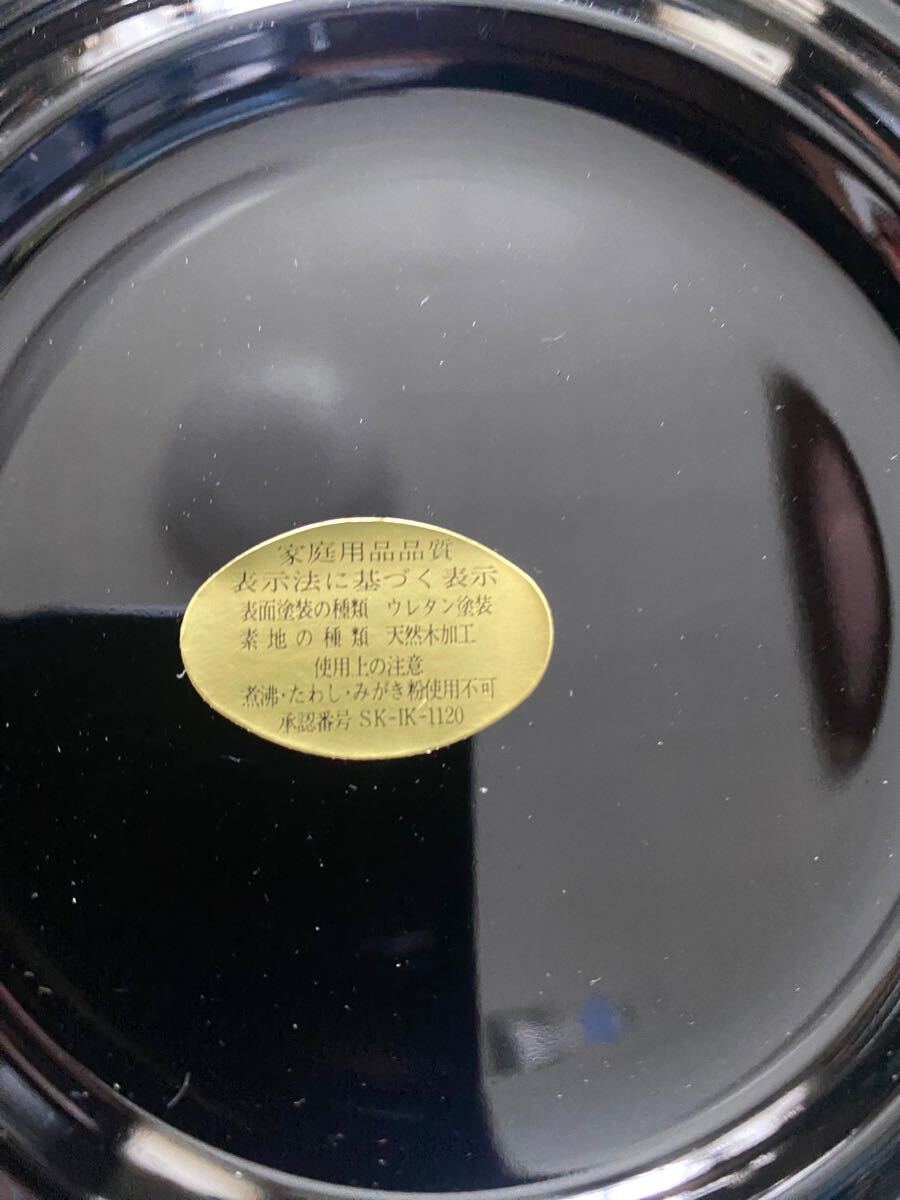 家庭用品品質
表示法に基づく表示
表面塗装の種類 ウレタン塗装
素地の種類 天然木加工
使用上の注意
煮沸・たわし・みがき粉使用不可
承認番号 SK-IK-1120